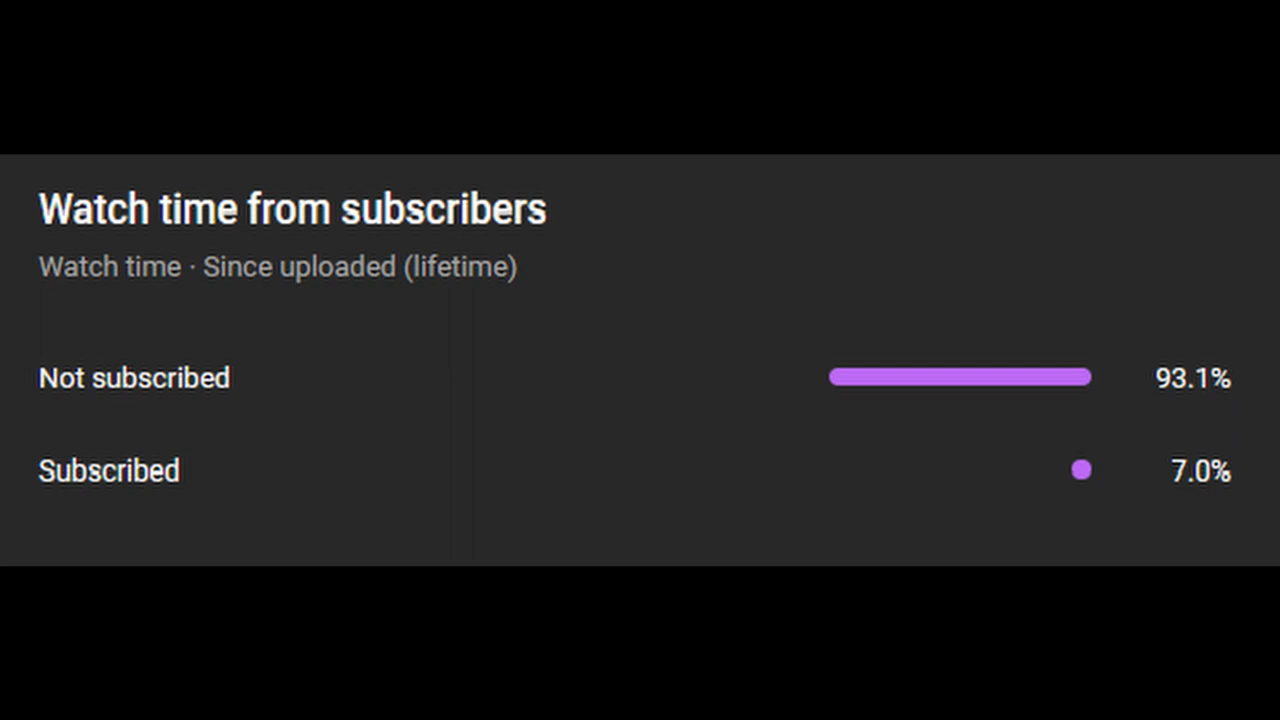 Watch time from subscribers
Watch time · Since uploaded (lifetime)
Not subscribed 93.1%
Subscribed 7.0%